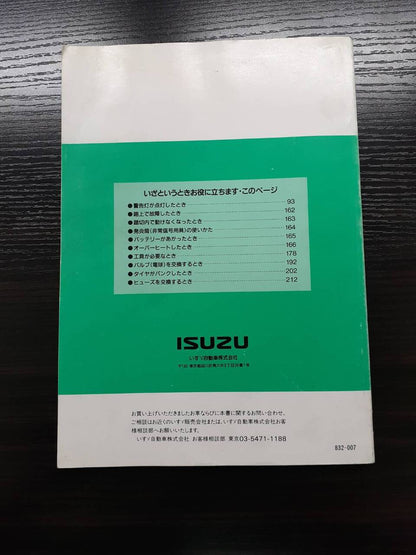 いざというときお役に立ちます・このページ
●警告灯が点灯したとき 93
●路上で故障したとき 162
●踏切内で動けなくなったとき 163
●発炎筒(非常信号用具)の使いかた 164
●バッテリーがあがったとき 165
●オーバーヒートしたとき 166
●工具が必要なとき 178
●バルブ(電球)を交換するとき 192
●タイヤがパンクしたとき 202
●ヒューズを交換するとき 212
ISUZU
いすゞ自動車株式会社
お買い上げいただきましたお車ならびに本書に関するお問い合わせ、
ご相談はお近くのいすゞ販売会社または、いすゞ自動車株式会社お客
様相談部へお願いいたします。
いすゞ自動車株式会社 お客様相談部 東京03-5471-1188
832-007